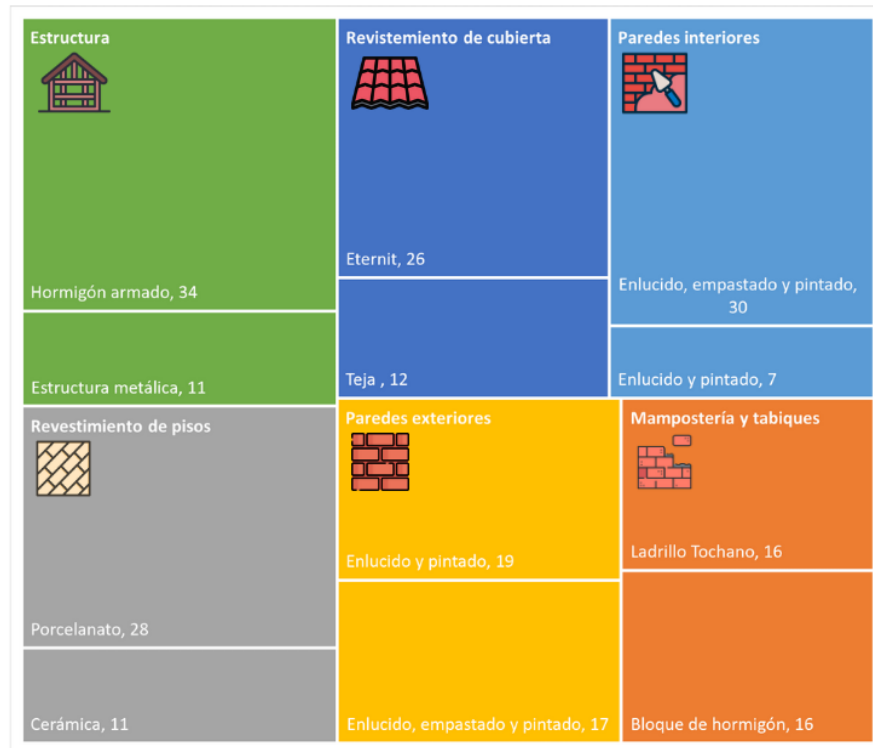 Estructura
Hormigón armado, 34
Estructura metálica, 11
Revistemiento de cubierta
Eternit, 26
Teja , 12
Paredes interiores
Enlucido, empastado y pintado,
30
Enlucido y pintado, 7
Revestimiento de pisos
Porcelanato, 28
Cerámica, 11
Paredes exteriores
Enlucido y pintado, 19
Enlucido, empastado y pintado, 17
Mampostería y tabiques
Ladrillo Tochano, 16
Bloque de hormigón, 16